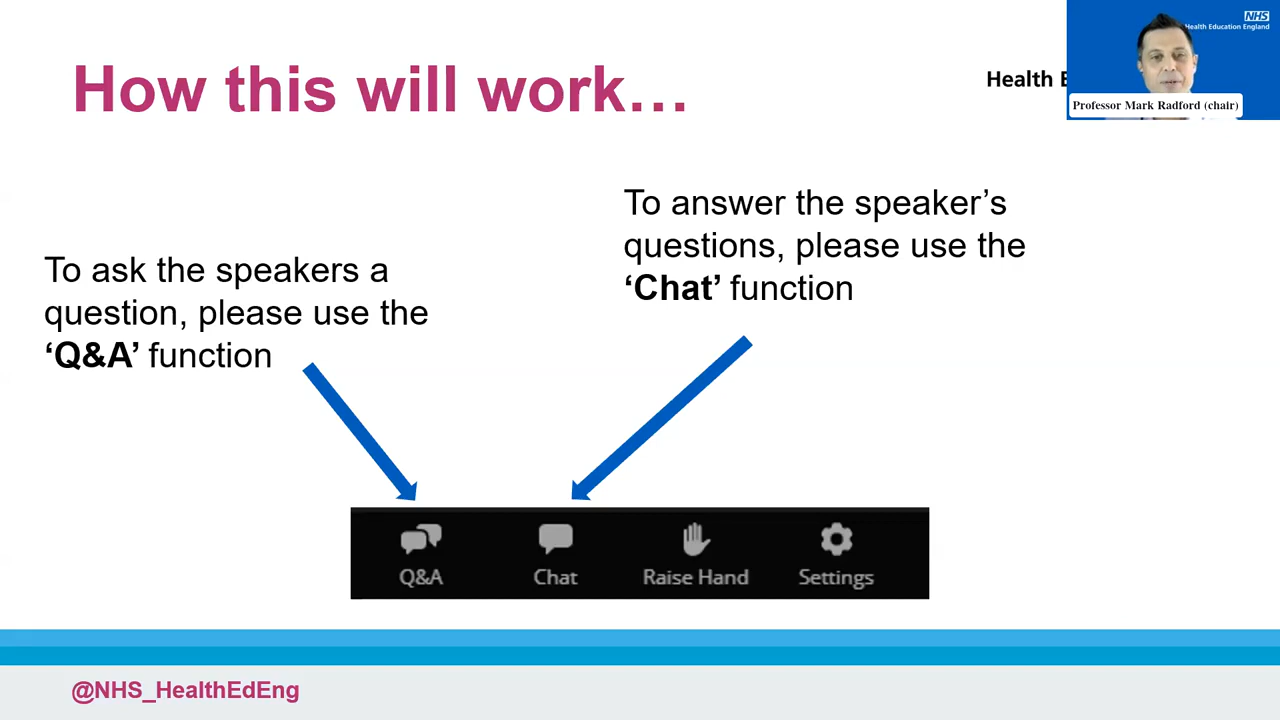 How this will work…
Health E
NHS
Health Education England
Professor Mark Radford (chair)
To ask the speakers a
question, please use the
‘Q&A’ function
To answer the speaker’s
questions, please use the
‘Chat’ function
Q&A
Chat
Raise Hand
Settings
@NHS_HealthEdEng